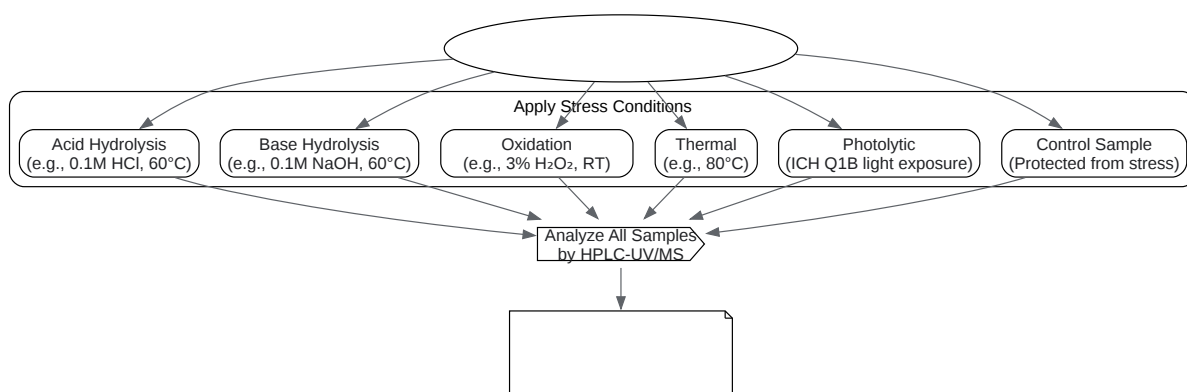 Apply Stress Conditions
Acid Hydrolysis
(e.g., 0.1M HCl, 60°C)
Base Hydrolysis
(e.g., 0.1M NaOH, 60°C)
Oxidation
(e.g., 3% H₂O₂, RT)
Thermal
(e.g., 80°C)
Photolytic
(ICH Q1B light exposure)
Control Sample
(Protected from stress)
Analyze All Samples
by HPLC-UV/MS